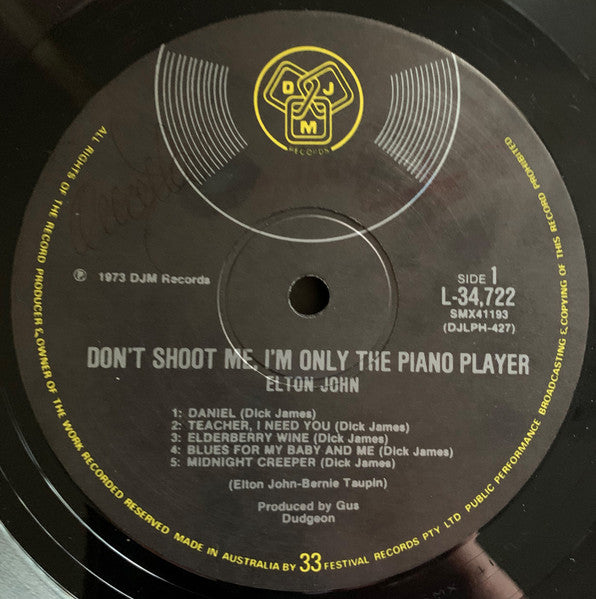 D J
M
RECORDS
℗ 1973 DJM Records
SIDE 1
L-34,722
SMX41193
(DJLPH-427)
DON'T SHOOT ME, I'M ONLY THE PIANO PLAYER
ELTON JOHN
1: DANIEL (Dick James)
2: TEACHER, I NEED YOU (Dick James)
3: ELDERBERRY WINE (Dick James)
4: BLUES FOR MY BABY AND ME (Dick James)
5: MIDNIGHT CREEPER (Dick James)
(Elton John-Bernie Taupin)
Produced by Gus
Dudgeon
ALL RIGHTS OF THE RECORD PRODUCER & OWNER OF THE WORK RECORDED RESERVED MADE IN AUSTRALIA BY 33 FESTIVAL RECORDS PTY LTD PUBLIC PERFORMANCE BROADCASTING & COPYING OF THIS RECORD PROHIBITED